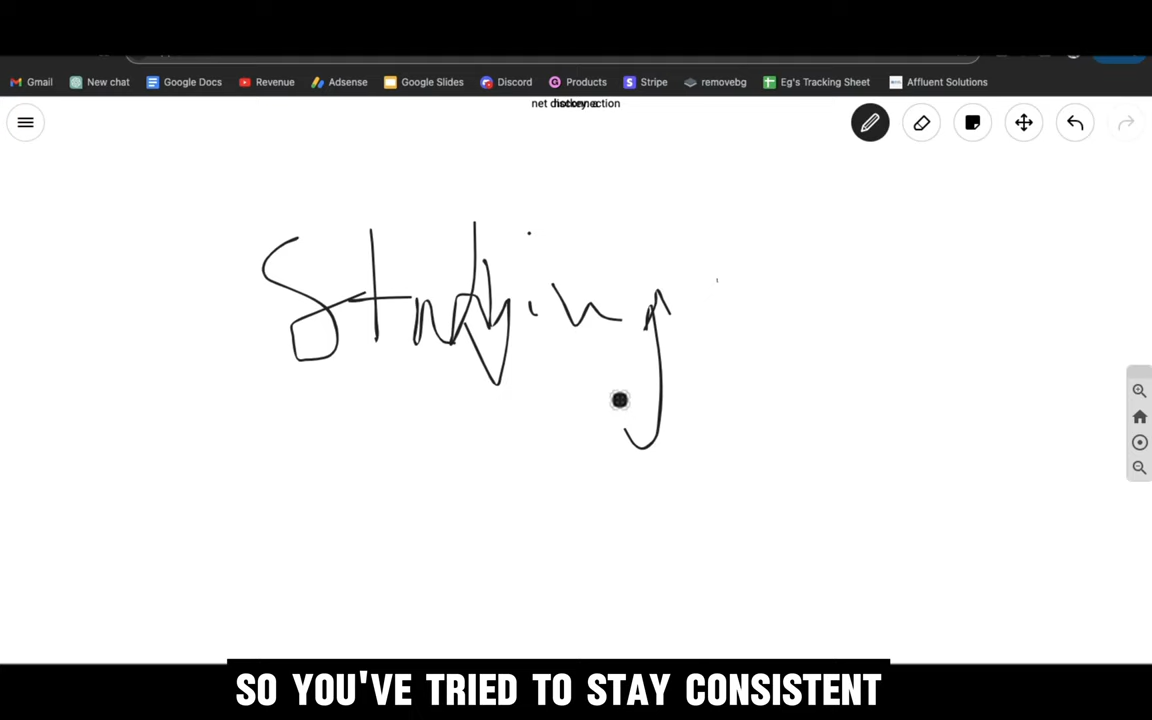 Gmail New chat Google Docs Revenue Adsense Google Slides Discord Products Stripe removebg Eg's Tracking Sheet Affluent Solutions
Studying
SO YOU'VE TRIED TO STAY CONSISTENT